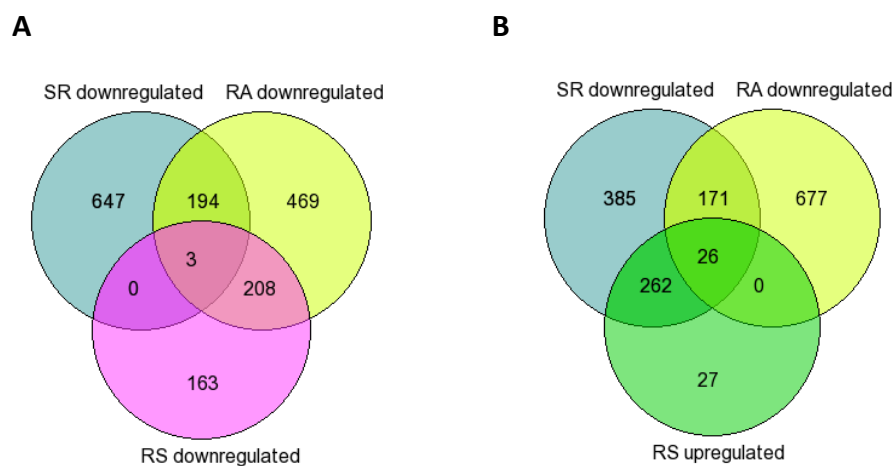 A
B
SR downregulated RA downregulated
SR downregulated RA downregulated
647 194 469
385 171 677
3
26
0 208
262 0
163
27
RS downregulated
RS upregulated